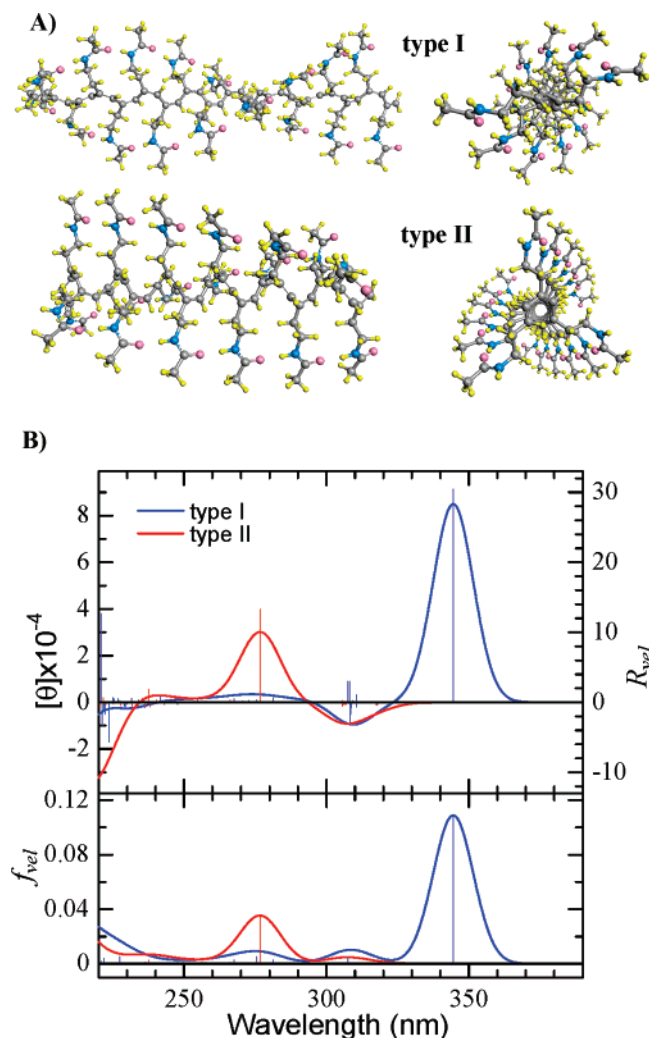 A)
type I
type II
B)
type I
type II
8
6
4
2
0
-2
[θ]x10⁻⁴
30
20
10
0
-10
R_vel
0.12
0.08
0.04
0
f_vel
250 300 350
Wavelength (nm)